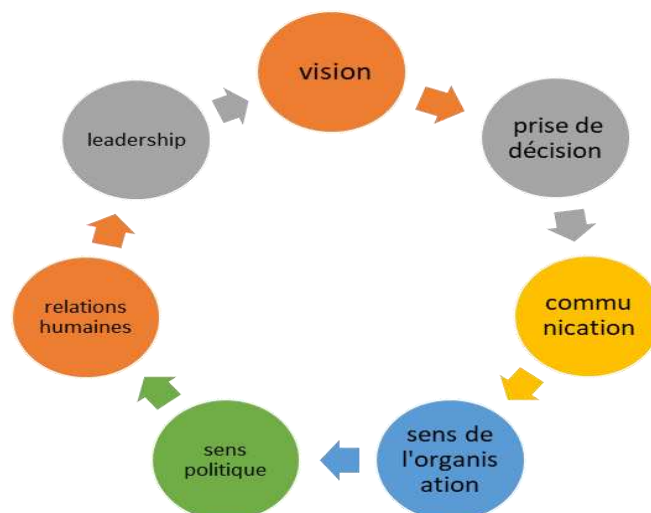 vision
prise de
décision
commu
nication
sens de
l'organis
ation
sens
politique
relations
humaines
leadership